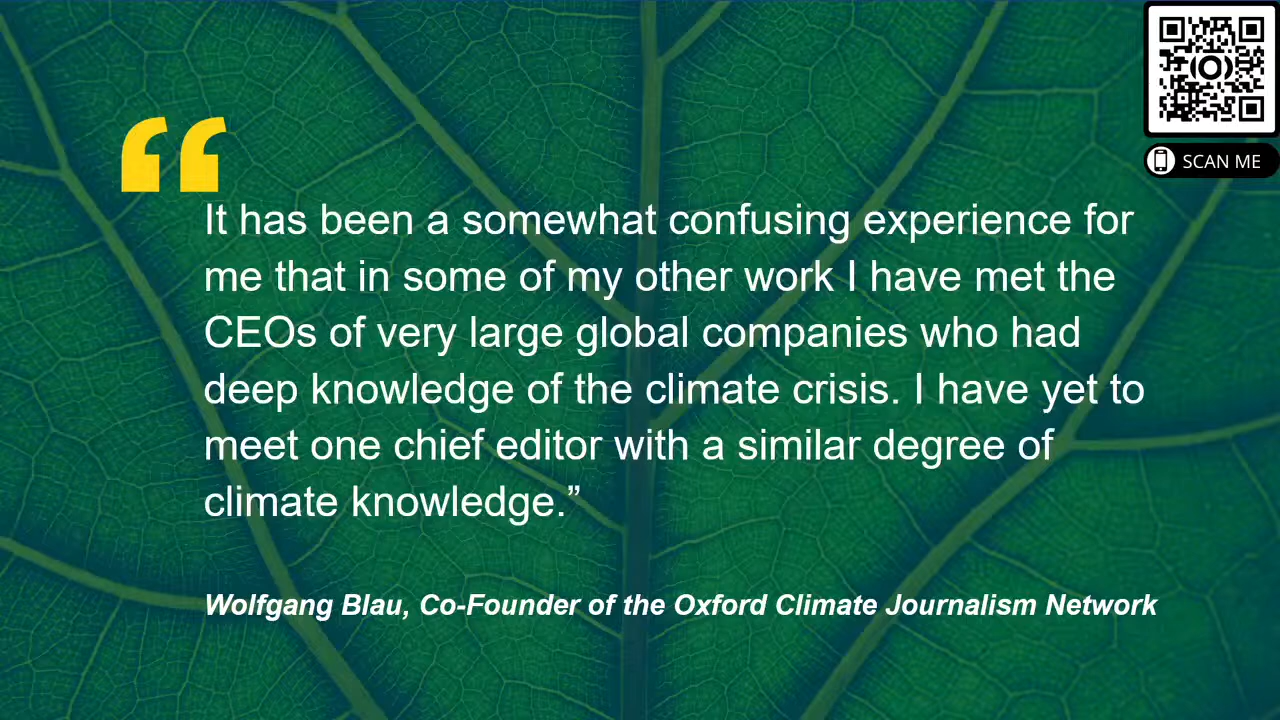 SCAN ME
“
It has been a somewhat confusing experience for
me that in some of my other work I have met the
CEOs of very large global companies who had
deep knowledge of the climate crisis. I have yet to
meet one chief editor with a similar degree of
climate knowledge.”
Wolfgang Blau, Co-Founder of the Oxford Climate Journalism Network